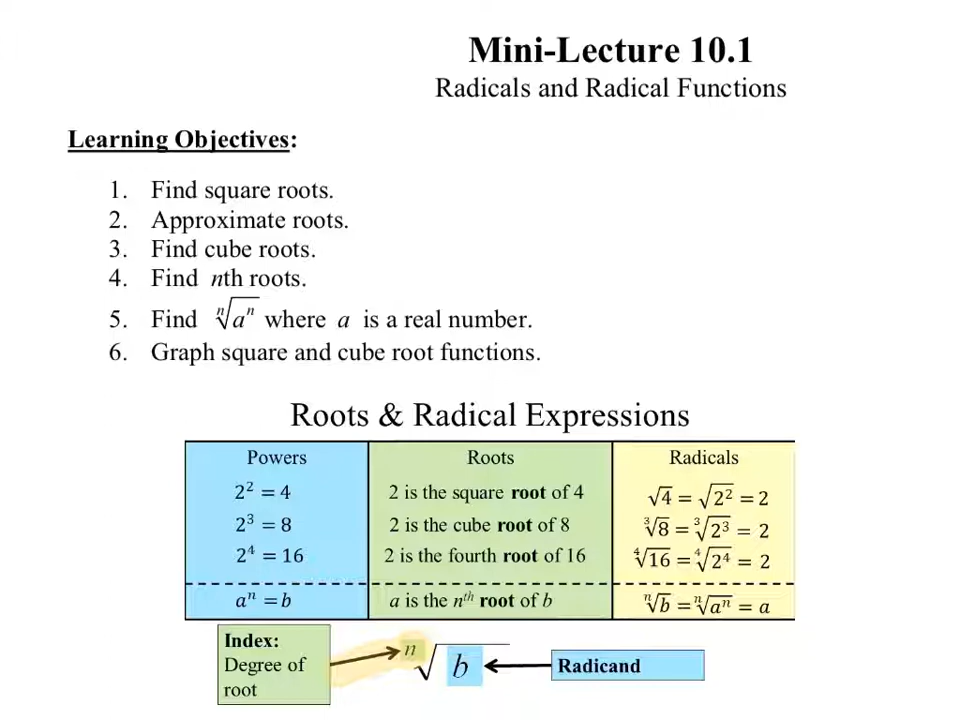 Mini-Lecture 10.1
Radicals and Radical Functions
Learning Objectives:
1. Find square roots.
2. Approximate roots.
3. Find cube roots.
4. Find nth roots.
5. Find ⁿ√aⁿ where a is a real number.
6. Graph square and cube root functions.
Roots & Radical Expressions
Powers Roots Radicals
2² = 4 2 is the square root of 4 √4 = √2² = 2
2³ = 8 2 is the cube root of 8 ³√8 = ³√2³ = 2
2⁴ = 16 2 is the fourth root of 16 ⁴√16 = ⁴√2⁴ = 2
aⁿ = b a is the nᵗʰ root of b ⁿ√b = ⁿ√aⁿ = a
Index:
Degree of
root
ⁿ√b
Radicand